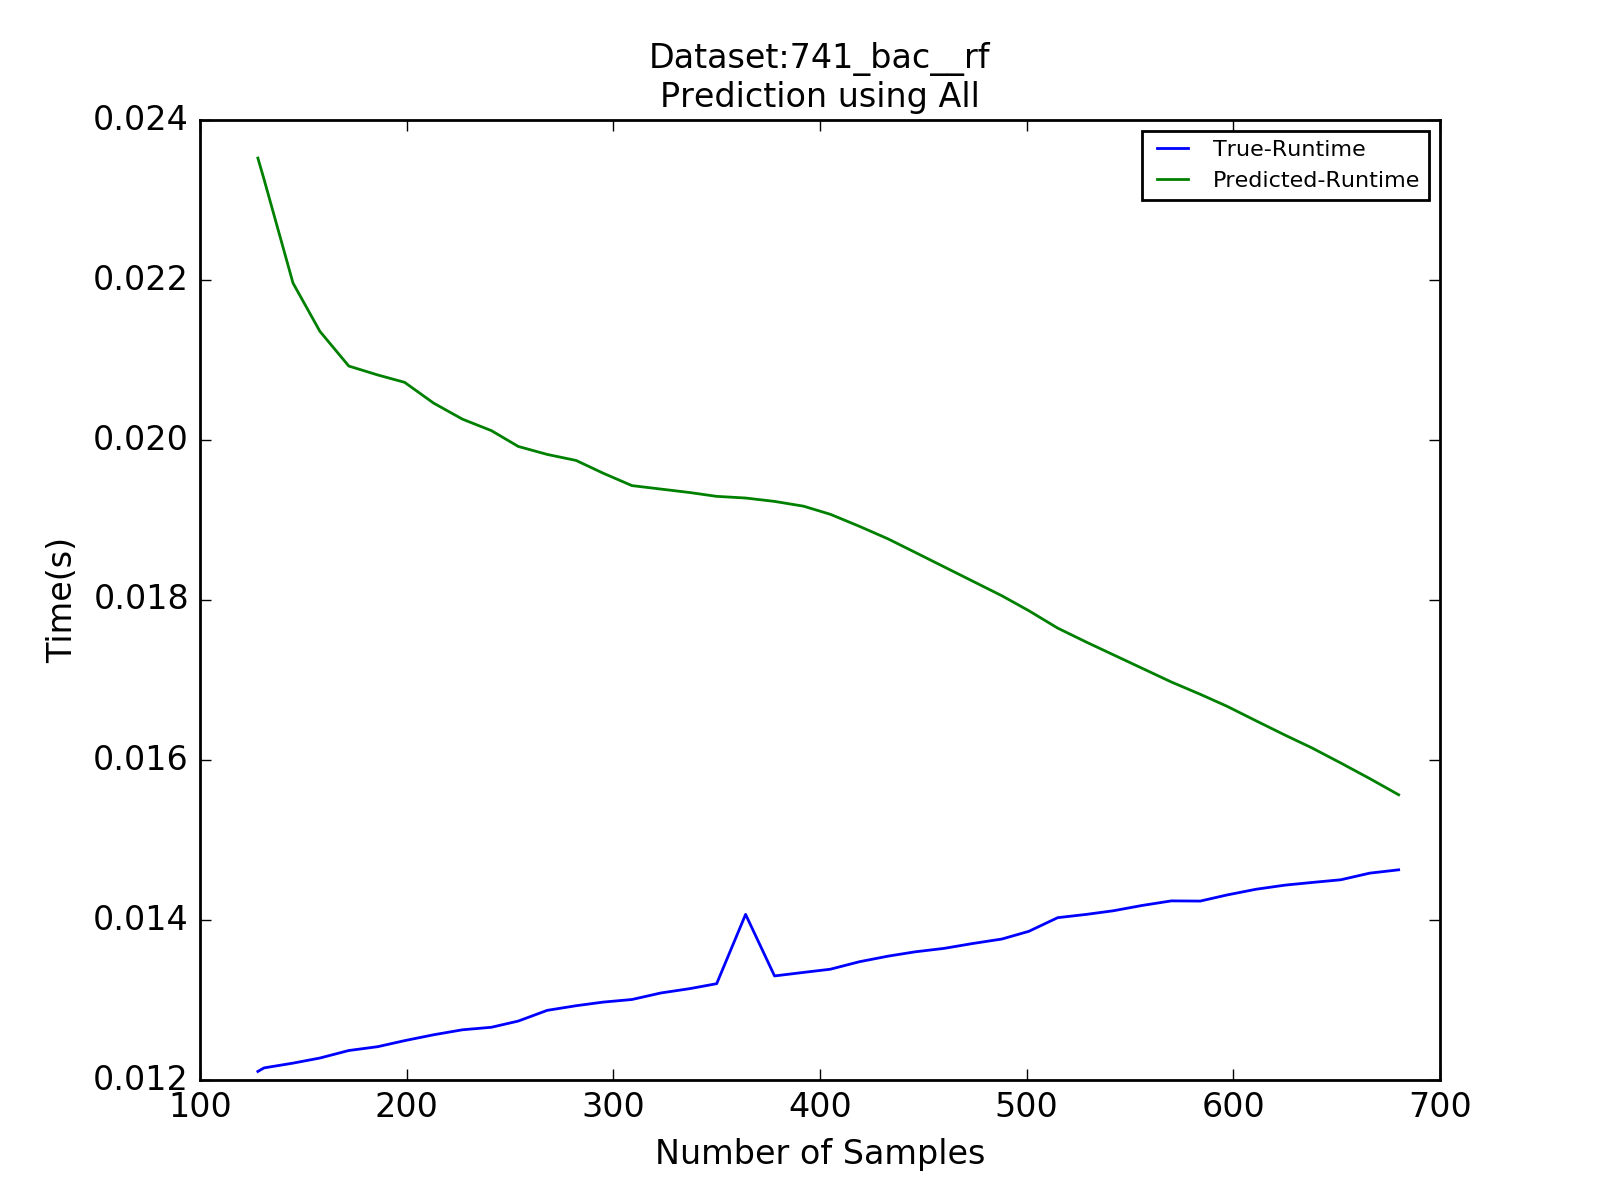 Dataset:741_bac__rf
Prediction using All
0.024
0.022
0.020
0.018
0.016
0.014
0.012
Time(s)
True-Runtime
Predicted-Runtime
100 200 300 400 500 600 700
Number of Samples